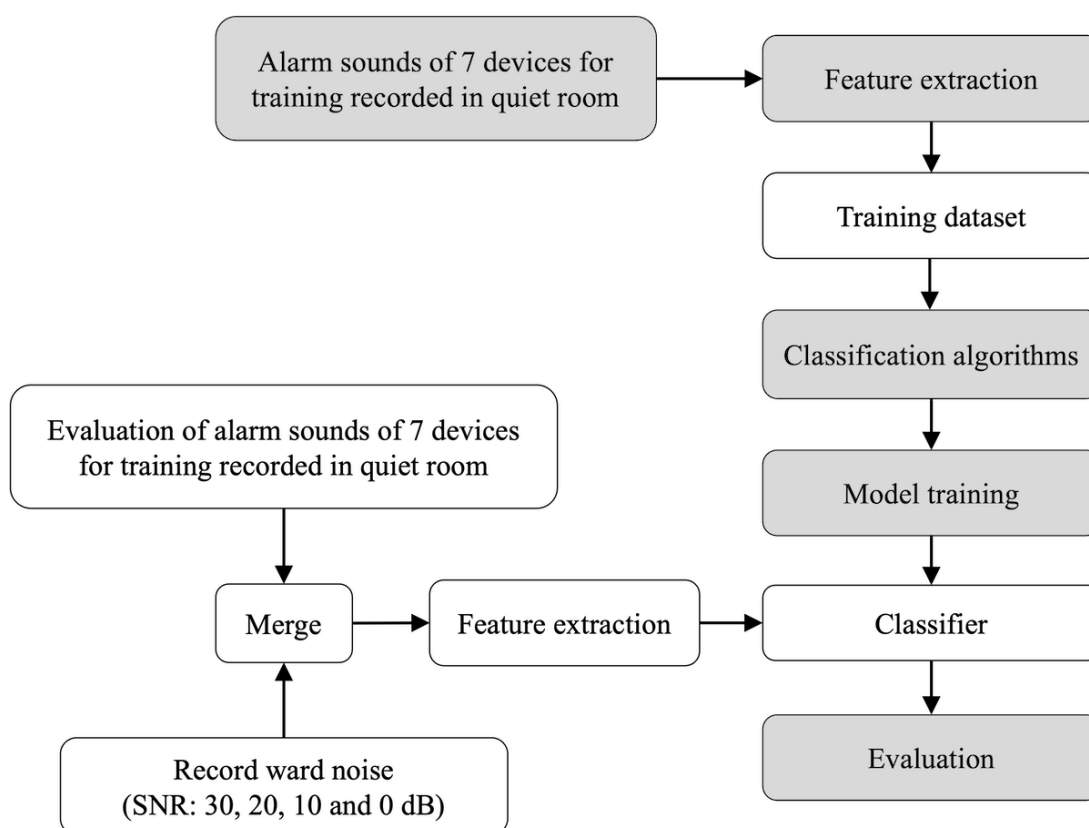 Alarm sounds of 7 devices for
training recorded in quiet room
Feature extraction
Training dataset
Classification algorithms
Evaluation of alarm sounds of 7 devices
for training recorded in quiet room
Model training
Merge
Feature extraction
Classifier
Record ward noise
(SNR: 30, 20, 10 and 0 dB)
Evaluation